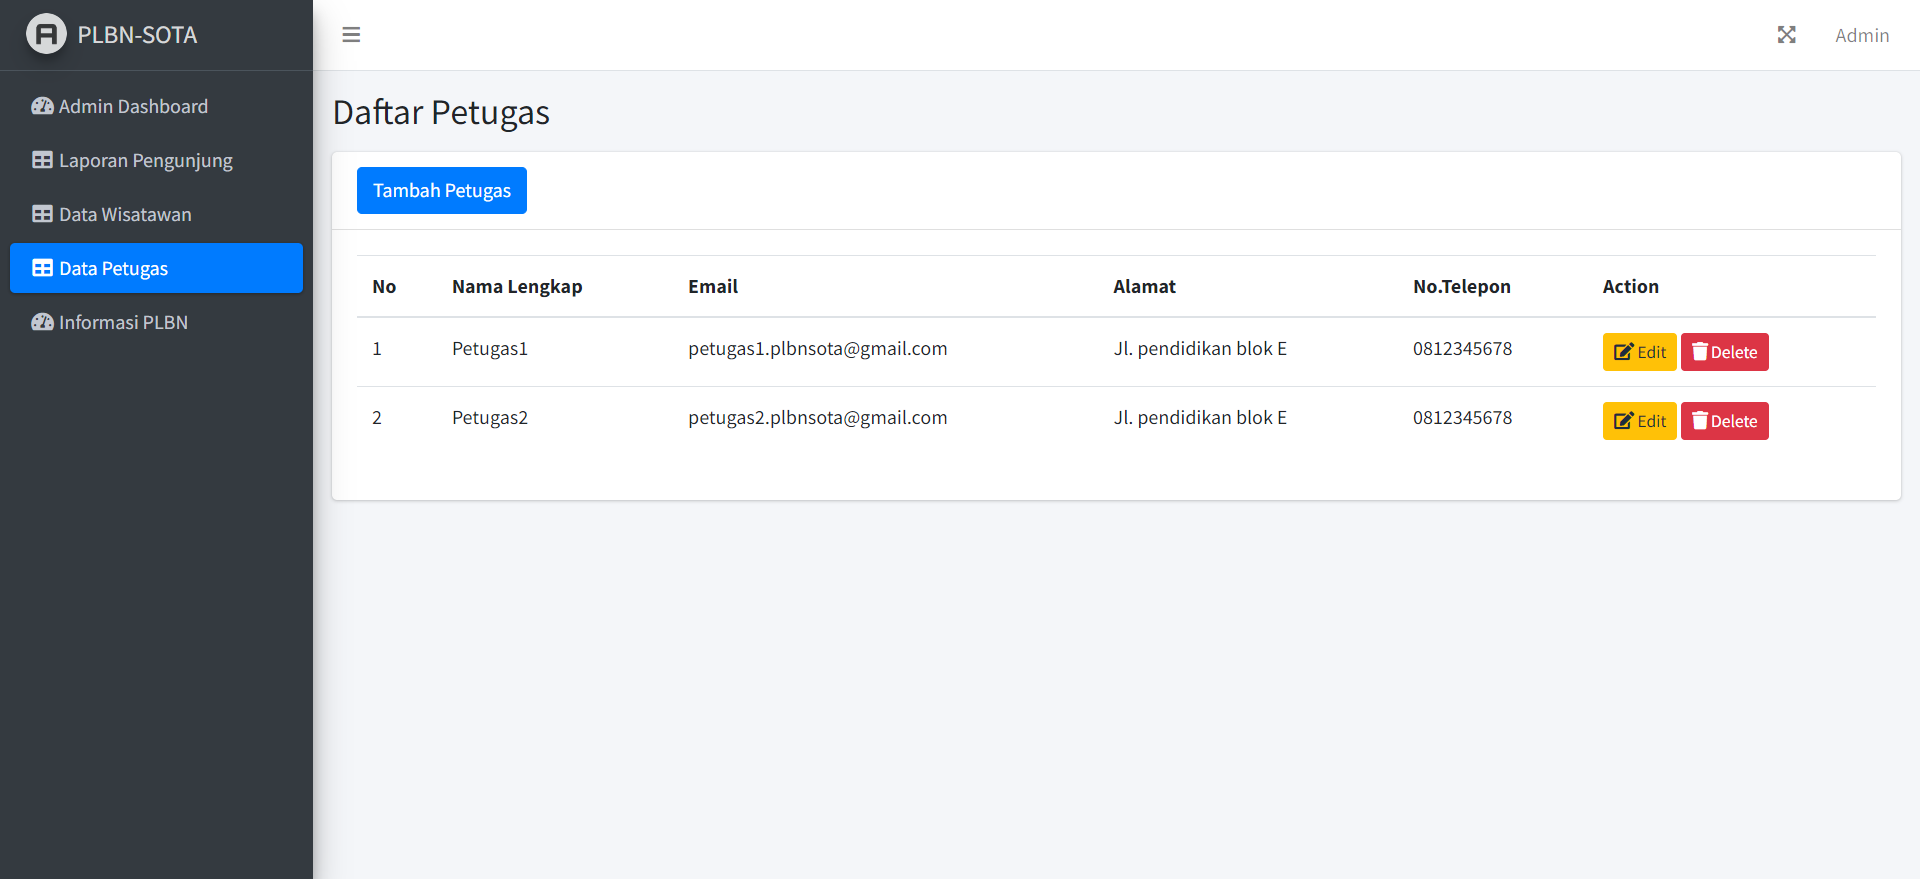 PLBN-SOTA
Admin
Admin Dashboard
Laporan Pengunjung
Data Wisatawan
Data Petugas
Informasi PLBN
Daftar Petugas
Tambah Petugas
No Nama Lengkap Email Alamat No.Telepon Action
1 Petugas1 petugas1.plbnsota@gmail.com Jl. pendidikan blok E 0812345678 Edit Delete
2 Petugas2 petugas2.plbnsota@gmail.com Jl. pendidikan blok E 0812345678 Edit Delete